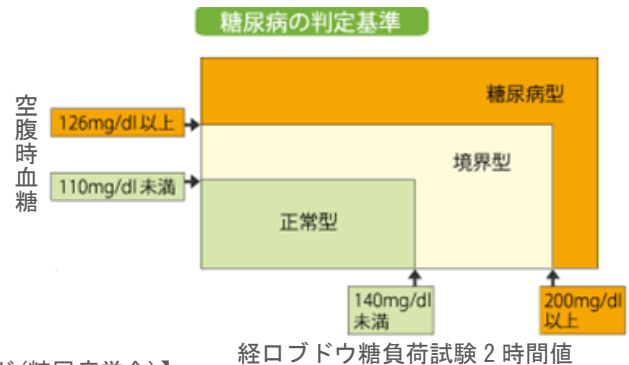 糖尿病の判定基準
空腹時血糖
糖尿病型
126mg/dl以上
境界型
110mg/dl未満
正常型
140mg/dl
未満
200mg/dl
以上
経口ブドウ糖負荷試験2時間値